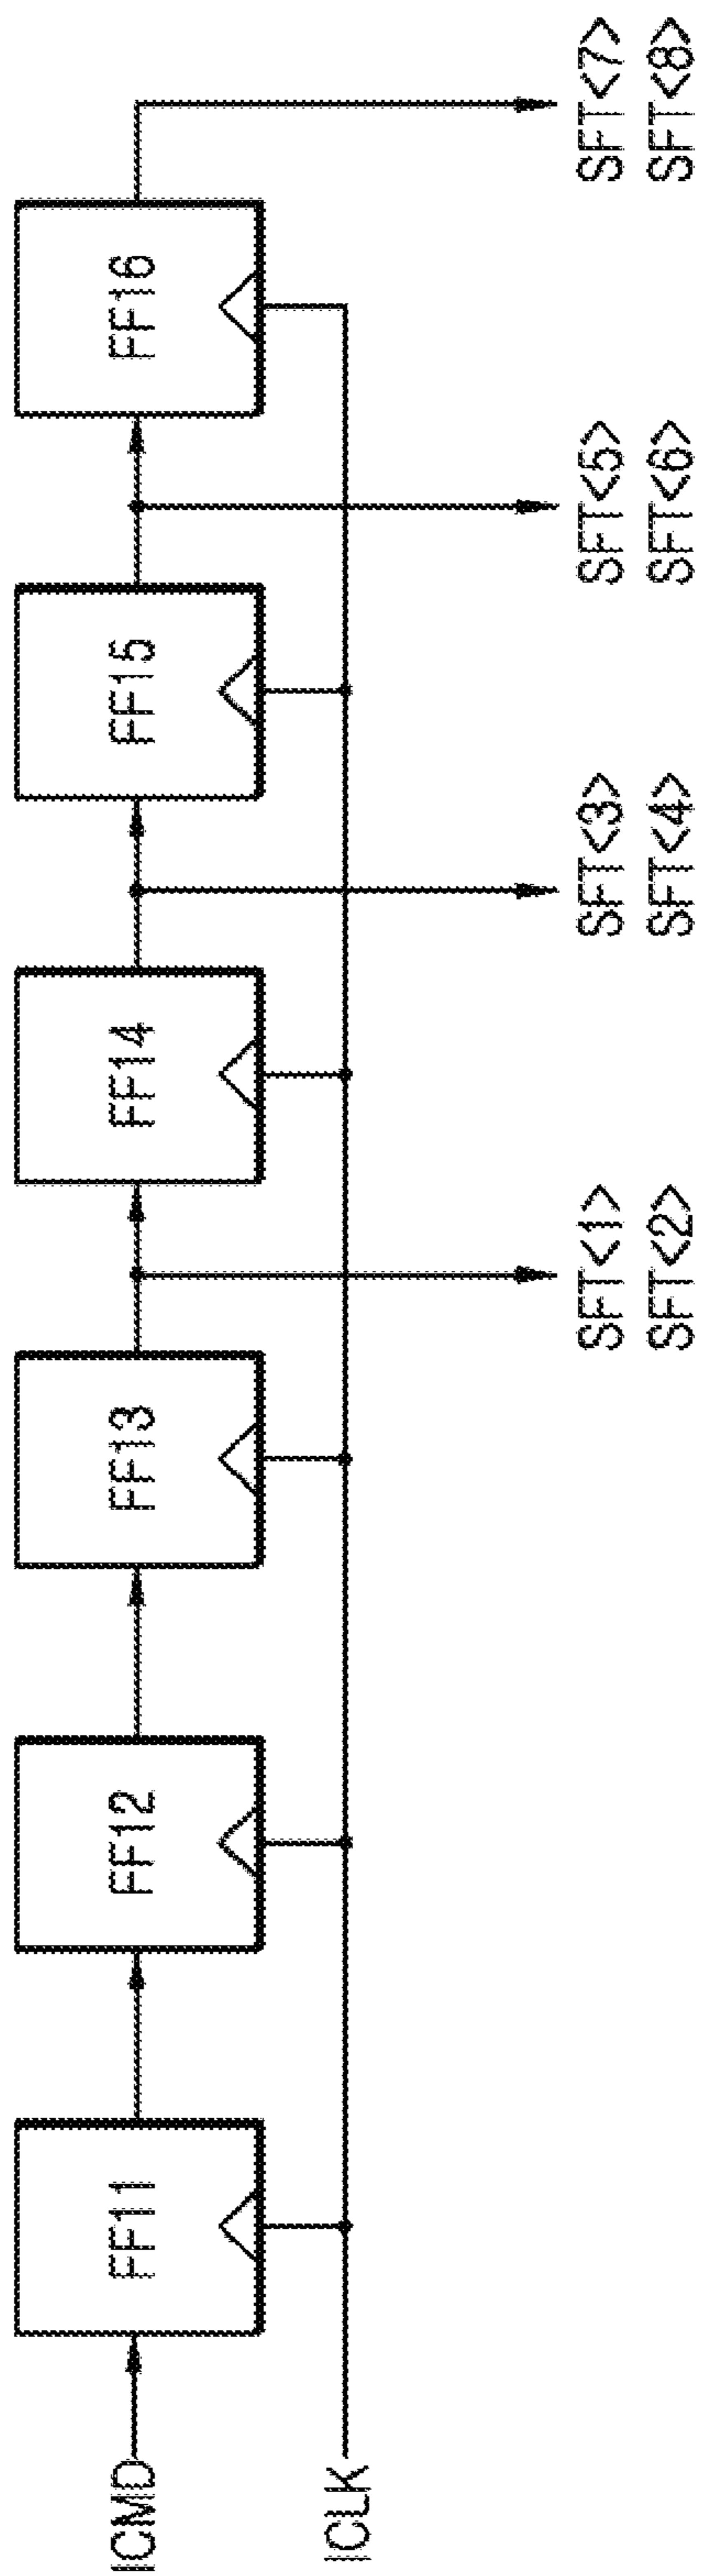 ICMD
FF11
FF12
FF13
FF14
FF15
FF16
ICLK
SFT<1>
SFT<2>
SFT<3>
SFT<4>
SFT<5>
SFT<6>
SFT<7>
SFT<8>